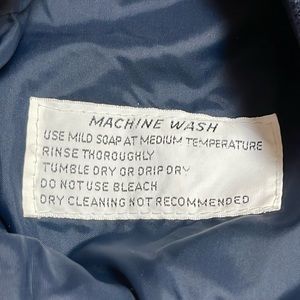 MACHINE WASH
USE MILD SOAP AT MEDIUM TEMPERATURE
RINSE THOROUGHLY
TUMBLE DRY OR DRIP DRY
DO NOT USE BLEACH
DRY CLEANING NOT RECOMMENDED